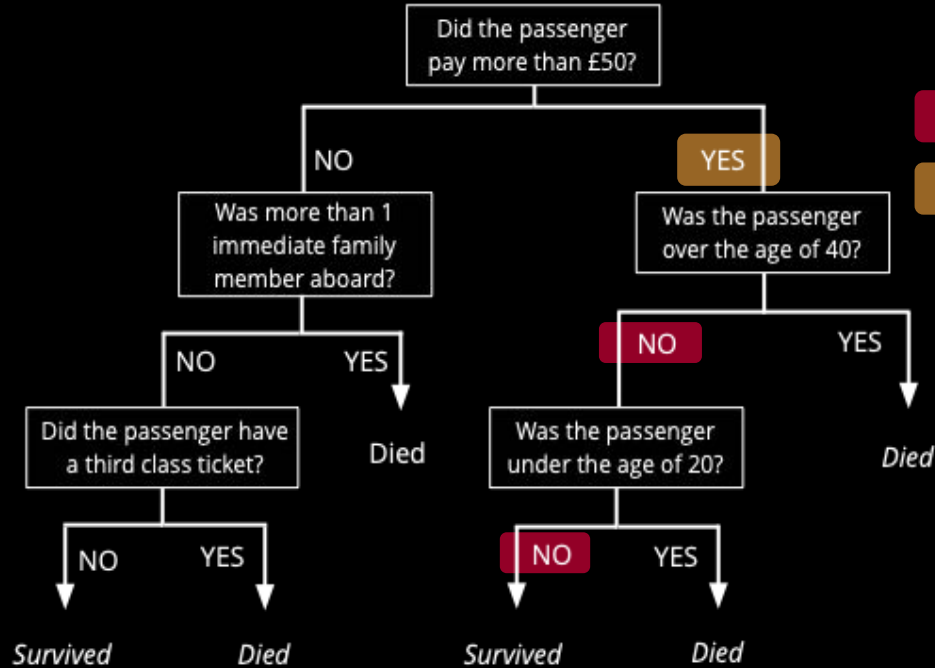 Did the passenger
pay more than £50?
NO
YES
Was more than 1
immediate family
member aboard?
Was the passenger
over the age of 40?
NO
YES
NO
YES
Did the passenger have
a third class ticket?
Died
Was the passenger
under the age of 20?
Died
NO
YES
NO
YES
Survived
Died
Survived
Died